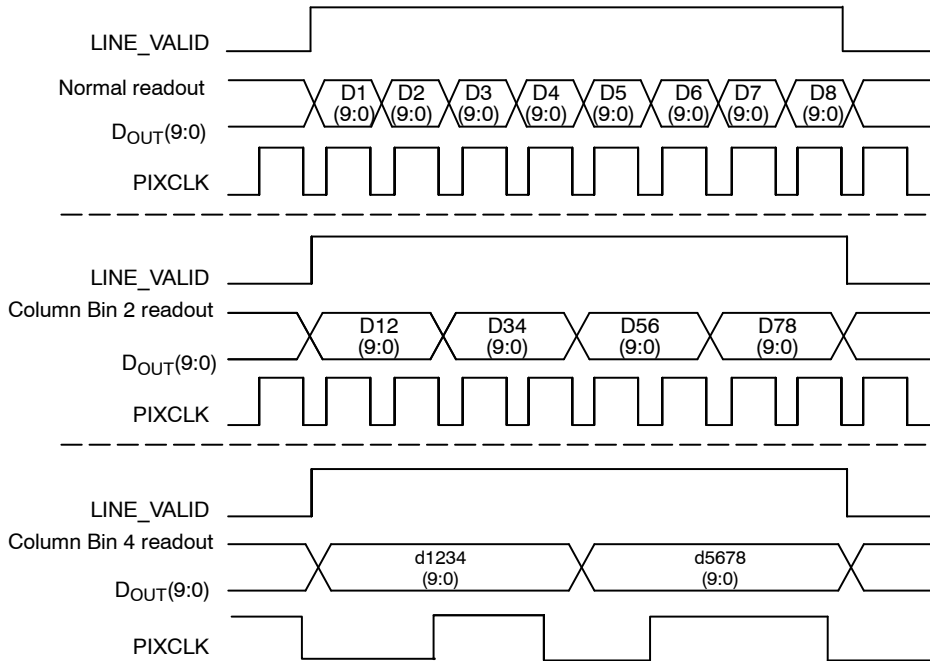 LINE_VALID
Normal readout
D1 D2 D3 D4 D5 D6 D7 D8
(9:0) (9:0) (9:0) (9:0) (9:0) (9:0) (9:0) (9:0)
DOUT(9:0)
PIXCLK
LINE_VALID
Column Bin 2 readout
D12 D34 D56 D78
(9:0) (9:0) (9:0) (9:0)
DOUT(9:0)
PIXCLK
LINE_VALID
Column Bin 4 readout
d1234 d5678
(9:0) (9:0)
DOUT(9:0)
PIXCLK